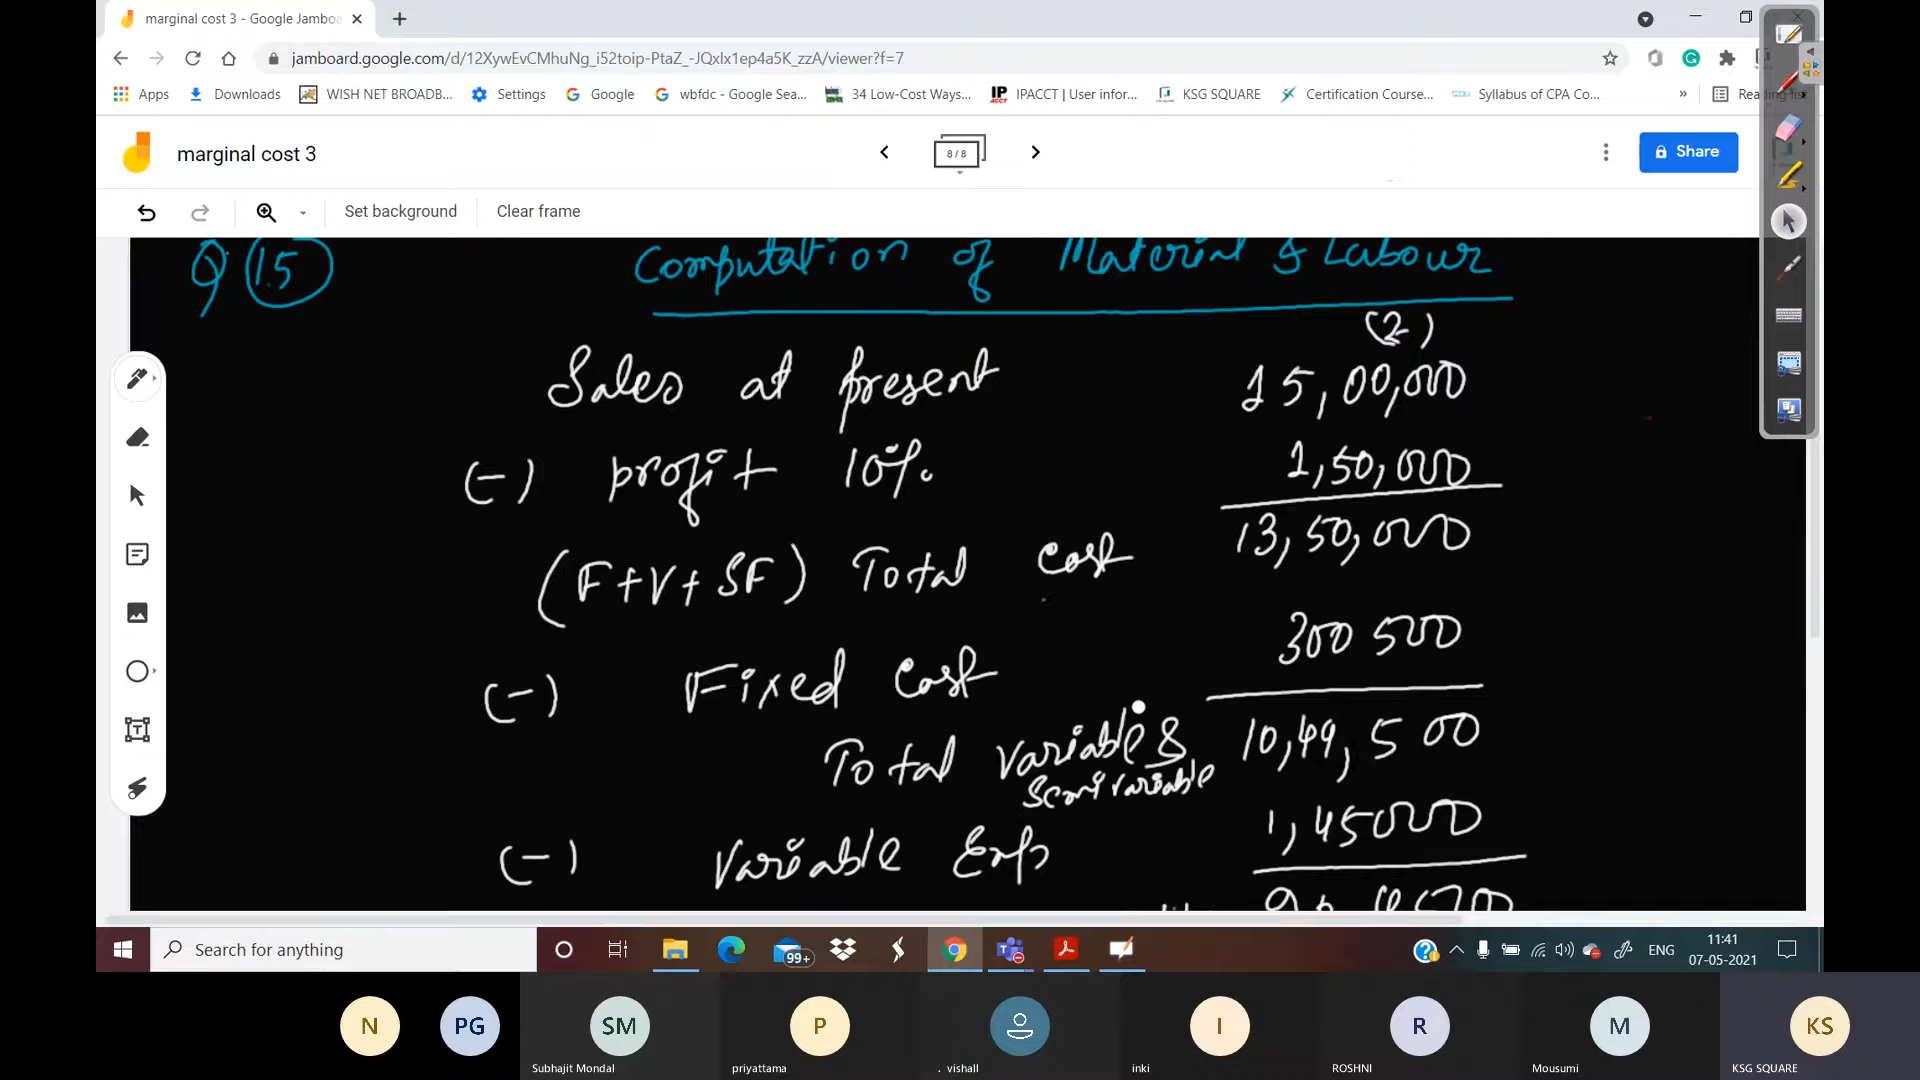 marginal cost 3 - Google Jamboa
jamboard.google.com/d/12XywEvCMhuNg_i52toip-PtaZ_-JQxIx1ep4a5K_zzA/viewer?f=7
Apps Downloads WISH NET BROADB... Settings Google wbfdc - Google Sea... 34 Low-Cost Ways... IPACCT | User infor... KSG SQUARE Certification Course... Syllabus of CPA Co... »
marginal cost 3
8 / 8
Share
Set background Clear frame
Q 15 Computation of Material & Labour
(2)
Sales at present 15,00,000
(-) profit 10% 1,50,000
(F+V+SF) Total Cost 13,50,000
(-) Fixed Cost 300 500
Total Variable & 10,49,500
Semi Variable
(-) Variable Exp 1,45000
Search for anything
99+
ENG
11:41
07-05-2021
N PG SM P I R M KS
Subhajit Mondal priyattama . vishall inki ROSHNI Mousumi KSG SQUARE